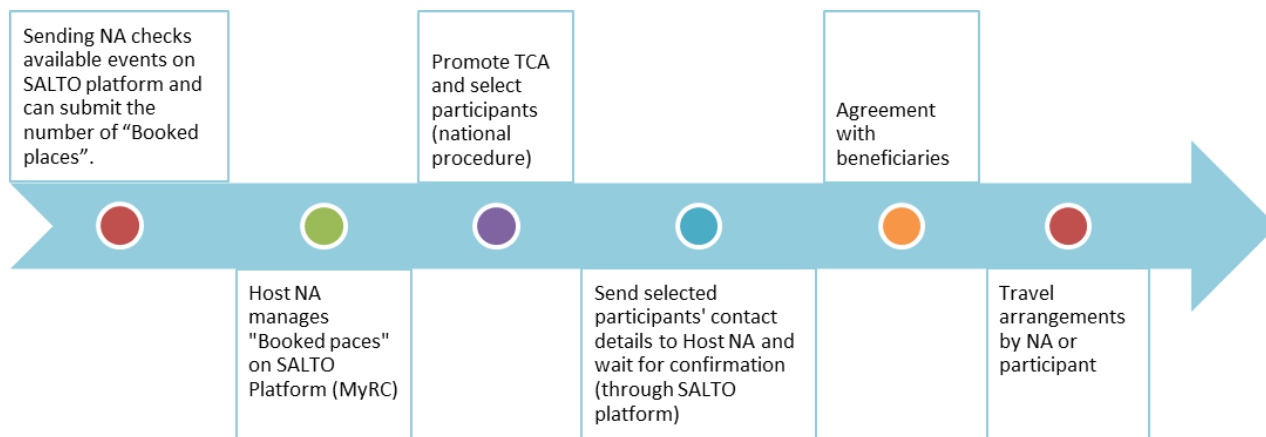 Sending NA checks
available events on
SALTO platform and
can submit the
number of “Booked
places”.
Host NA
manages
"Booked paces"
on SALTO
Platform (MyRC)
Promote TCA
and select
participants
(national
procedure)
Send selected
participants' contact
details to Host NA and
wait for confirmation
(through SALTO
platform)
Agreement
with
beneficiaries
Travel
arrangements
by NA or
participant